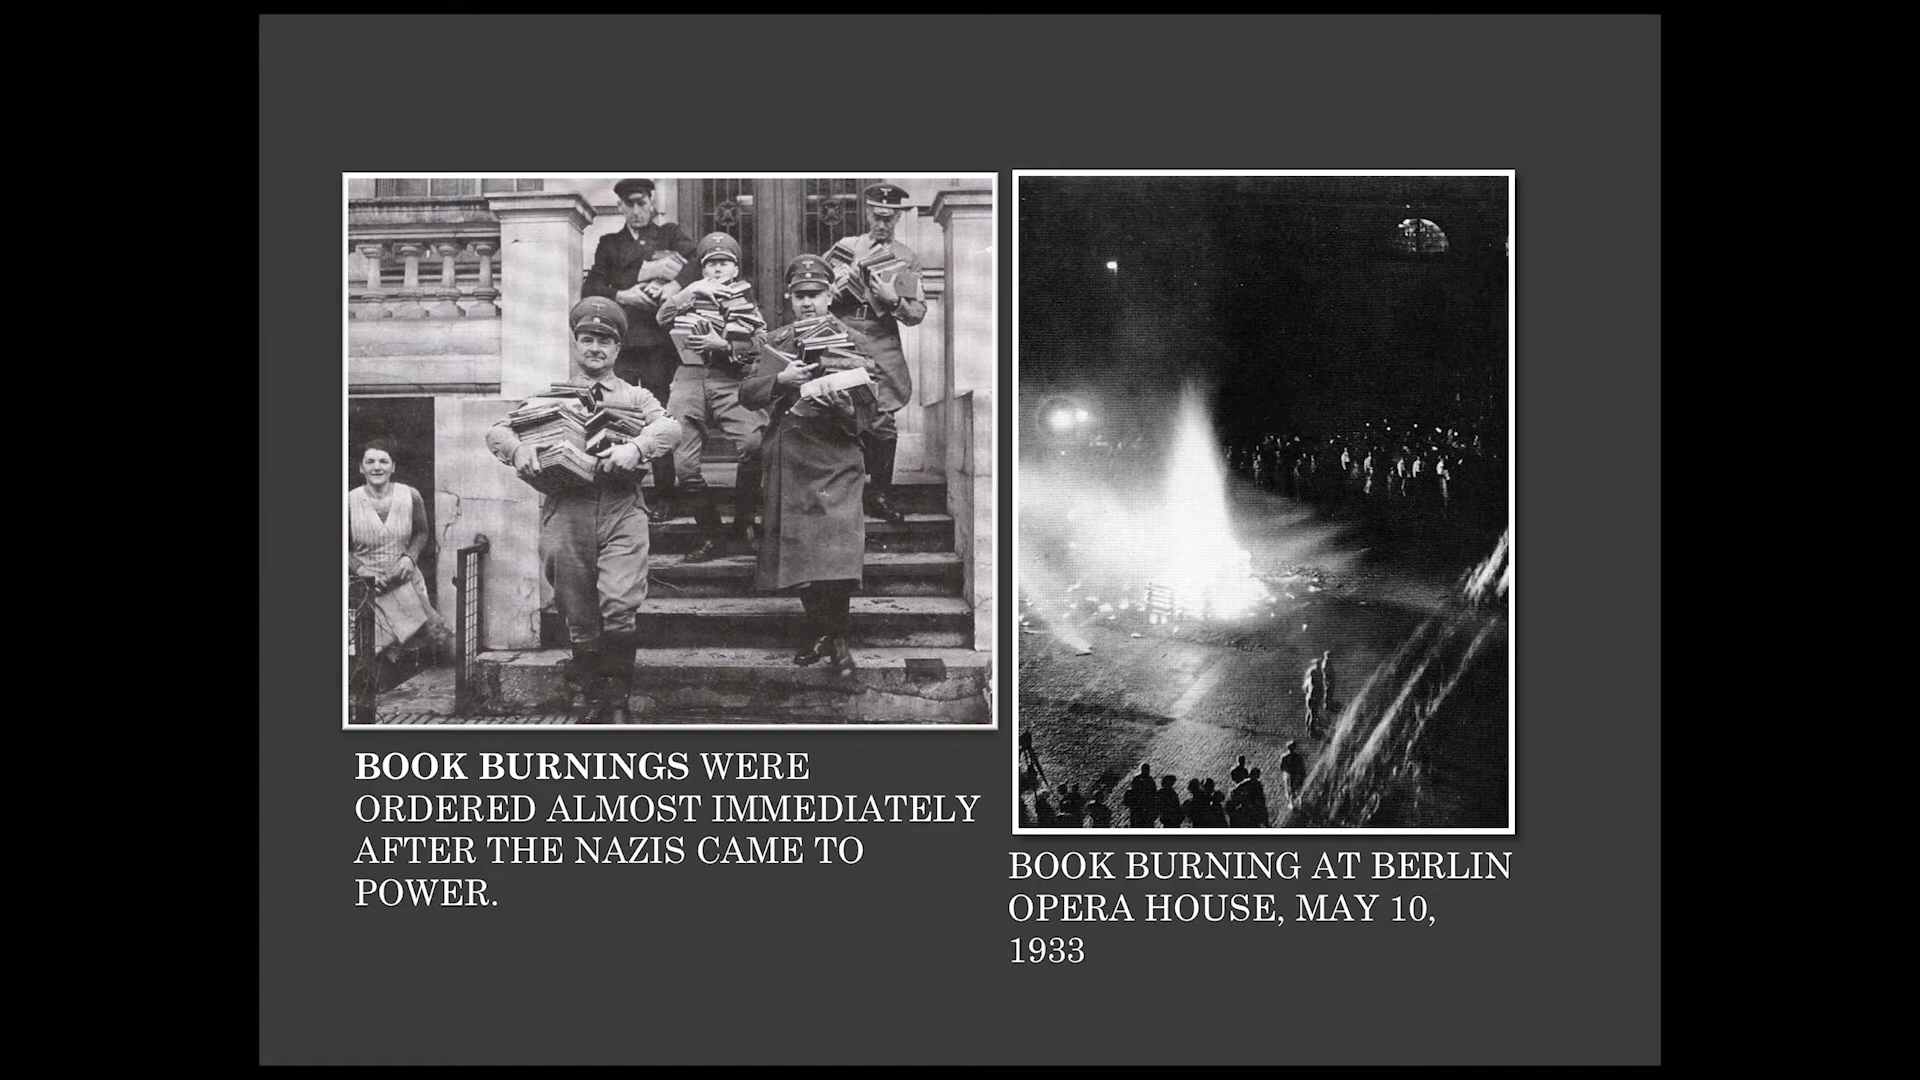 BOOK BURNINGS WERE
ORDERED ALMOST IMMEDIATELY
AFTER THE NAZIS CAME TO
POWER.
BOOK BURNING AT BERLIN
OPERA HOUSE, MAY 10,
1933